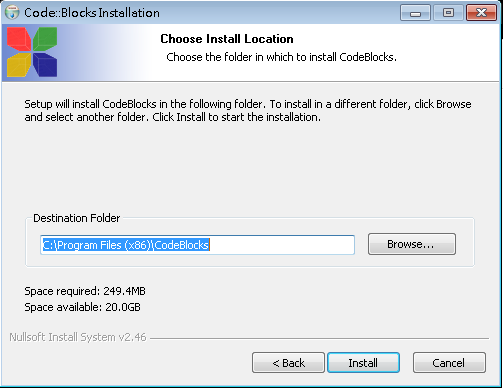 Code::Blocks Installation
Choose Install Location
Choose the folder in which to install CodeBlocks.
Setup will install CodeBlocks in the following folder. To install in a different folder, click Browse
and select another folder. Click Install to start the installation.
Destination Folder
C:\Program Files (x86)\CodeBlocks
Browse...
Space required: 249.4MB
Space available: 20.0GB
Nullsoft Install System v2.46
< Back
Install
Cancel